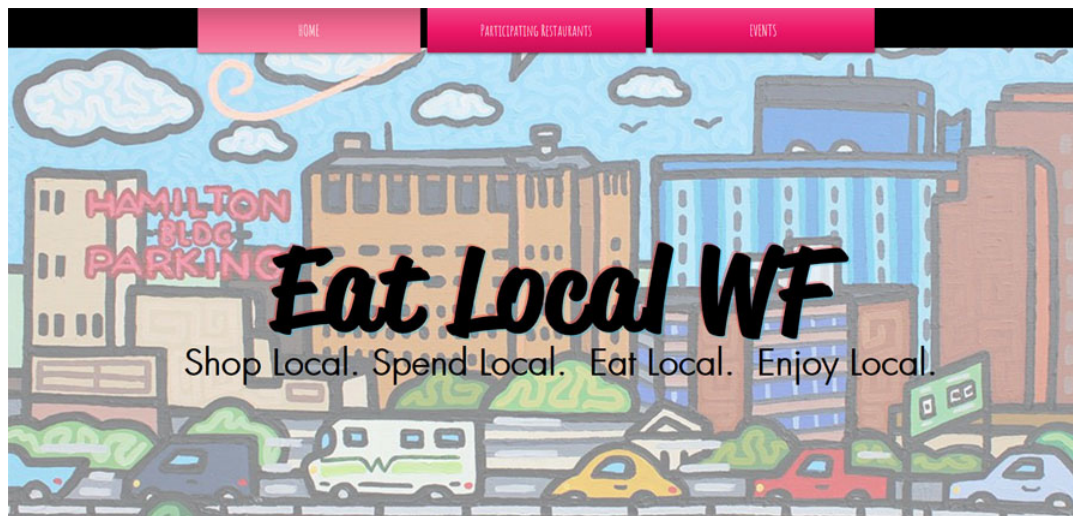 HOME
Participating Restaurants
EVENTS
HAMILTON
BLDG
PARKING
Eat Local WF
Shop Local. Spend Local. Eat Local. Enjoy Local.